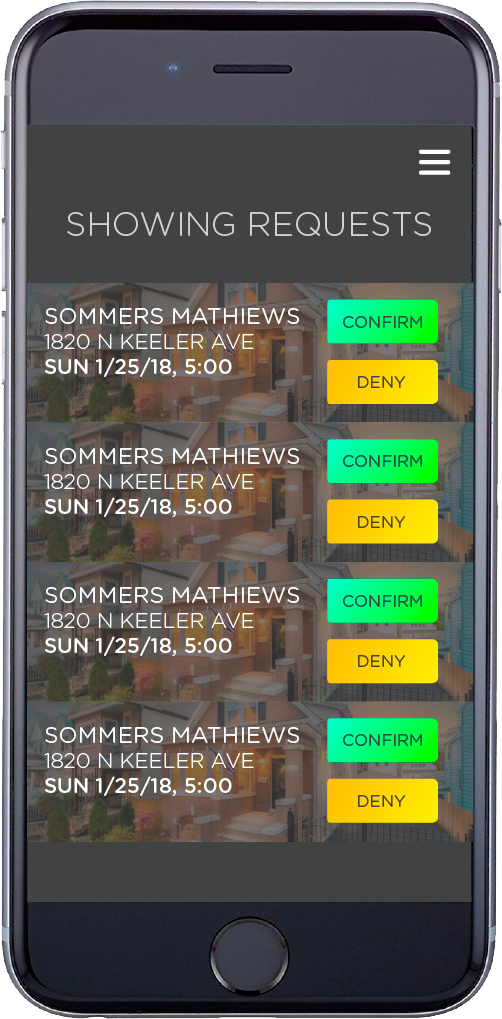 SHOWING REQUESTS
SOMMERS MATHIEWS
1820 N KEELER AVE
SUN 1/25/18, 5:00
CONFIRM
DENY
SOMMERS MATHIEWS
1820 N KEELER AVE
SUN 1/25/18, 5:00
CONFIRM
DENY
SOMMERS MATHIEWS
1820 N KEELER AVE
SUN 1/25/18, 5:00
CONFIRM
DENY
SOMMERS MATHIEWS
1820 N KEELER AVE
SUN 1/25/18, 5:00
CONFIRM
DENY